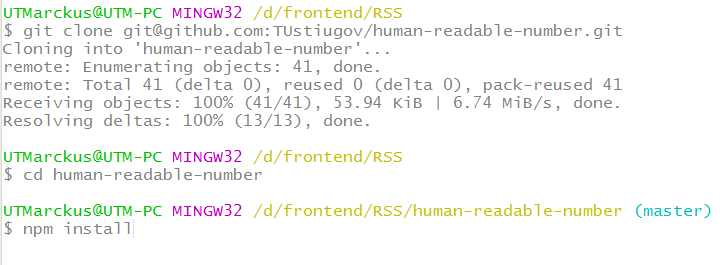 UTMarckus@UTM-PC MINGW32 /d/frontend/RSS
$ git clone git@github.com:TUstiugov/human-readable-number.git
Cloning into 'human-readable-number'...
remote: Enumerating objects: 41, done.
remote: Total 41 (delta 0), reused 0 (delta 0), pack-reused 41
Receiving objects: 100% (41/41), 53.94 KiB | 6.74 MiB/s, done.
Resolving deltas: 100% (13/13), done.
UTMarckus@UTM-PC MINGW32 /d/frontend/RSS
$ cd human-readable-number
UTMarckus@UTM-PC MINGW32 /d/frontend/RSS/human-readable-number (master)
$ npm install